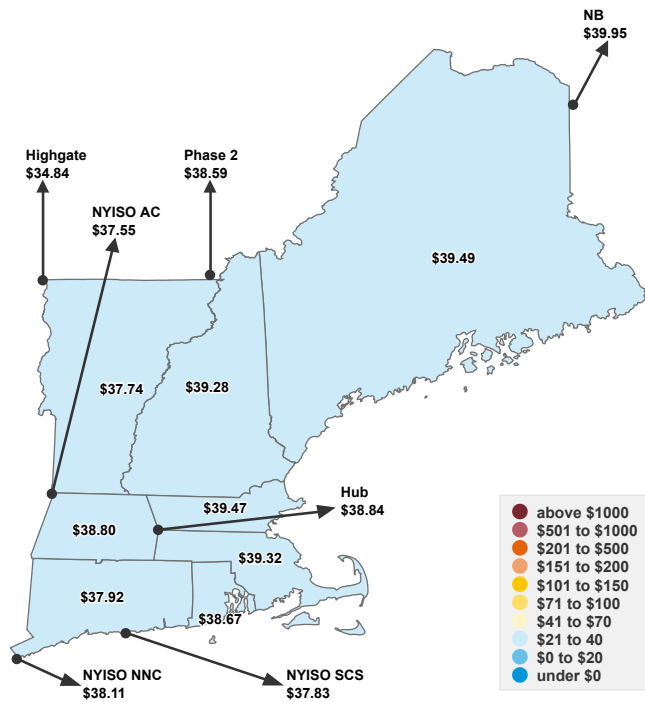 NB
$39.95
Highgate
$34.84
Phase 2
$38.59
NYISO AC
$37.55
$39.49
$37.74
$39.28
$39.47
Hub
$38.84
$38.80
$39.32
$37.92
$38.67
NYISO NNC
$38.11
NYISO SCS
$37.83
above $1000
$501 to $1000
$201 to $500
$151 to $200
$101 to $150
$71 to $100
$41 to $70
$21 to 40
$0 to $20
under $0